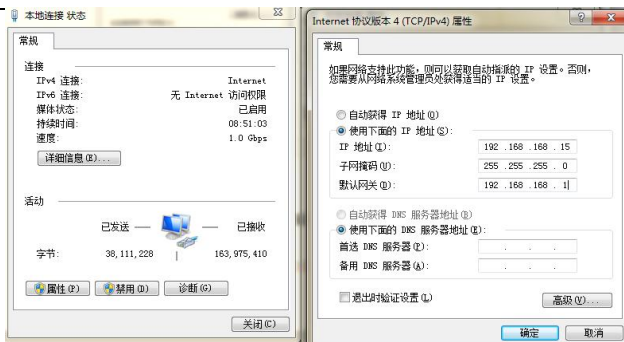 本地连接 状态
常规
连接
IPv4 连接: Internet
IPv6 连接: 无 Internet 访问权限
媒体状态: 已启用
持续时间: 08:51:03
速度: 1.0 Gbps
详细信息(E)...
活动
已发送 — — 已接收
字节: 38,111,228 | 163,975,410
属性(P) 禁用(D) 诊断(G)
关闭(C)
Internet 协议版本 4 (TCP/IPv4) 属性
常规
如果网络支持此功能，则可以获取自动指派的 IP 设置。否则，
您需要从网络系统管理员处获得适当的 IP 设置。
自动获得 IP 地址(O)
使用下面的 IP 地址(S):
IP 地址(I): 192 .168 .168 . 15
子网掩码(U): 255 .255 .255 . 0
默认网关(D): 192 .168 .168 . 1
自动获得 DNS 服务器地址(B)
使用下面的 DNS 服务器地址(E):
首选 DNS 服务器(P): . . .
备用 DNS 服务器(A): . . .
退出时验证设置(L) 高级(V)...
确定 取消